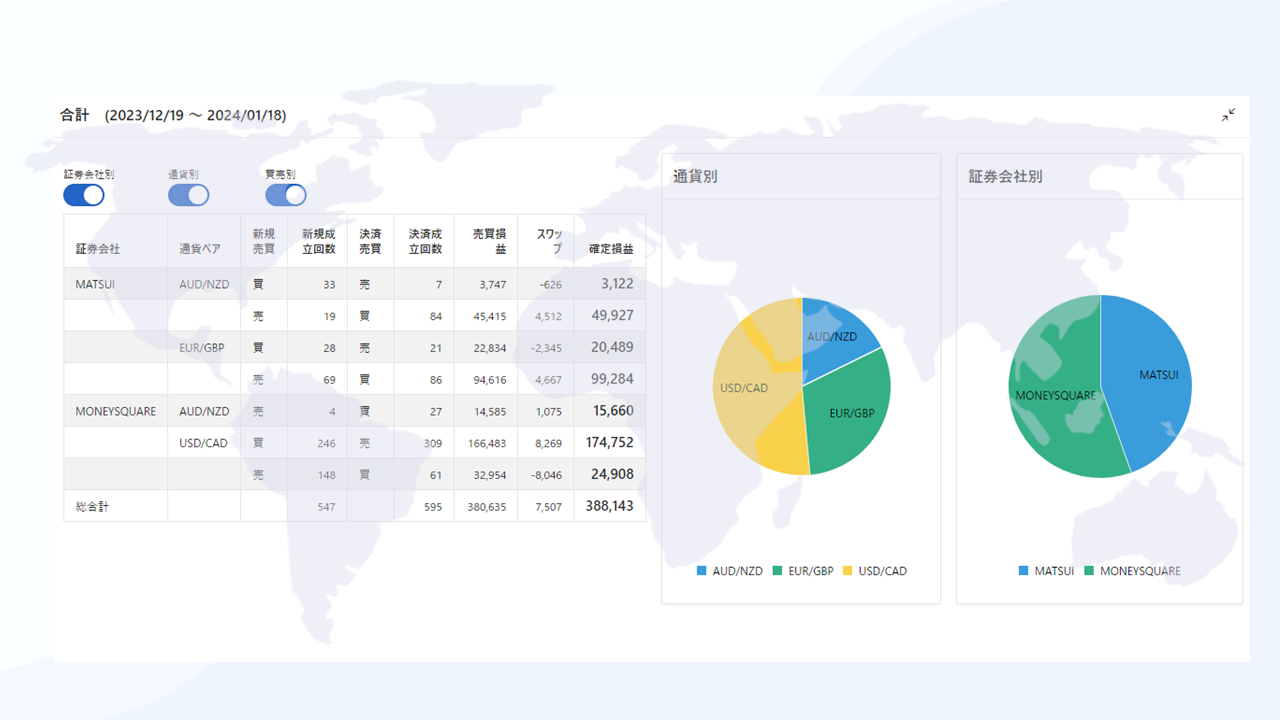 合計 (2023/12/19 ～ 2024/01/18)
証券会社別 通貨別 買売別
証券会社 通貨ペア 新規売買 新規成立回数 決済売買 決済成立回数 売買損益 スワップ 確定損益
MATSUI AUD/NZD 買 33 売 7 3,747 -626 3,122
売 19 買 84 45,415 4,512 49,927
EUR/GBP 買 28 売 21 22,834 -2,345 20,489
売 69 買 86 94,616 4,667 99,284
MONEYSQUARE AUD/NZD 売 4 買 27 14,585 1,075 15,660
USD/CAD 買 246 売 309 166,483 8,269 174,752
売 148 買 61 32,954 -8,046 24,908
総合計 547 595 380,635 7,507 388,143
通貨別
AUD/NZD
USD/CAD
EUR/GBP
AUD/NZD EUR/GBP USD/CAD
証券会社別
MATSUI
MONEYSQUARE
MATSUI MONEYSQUARE